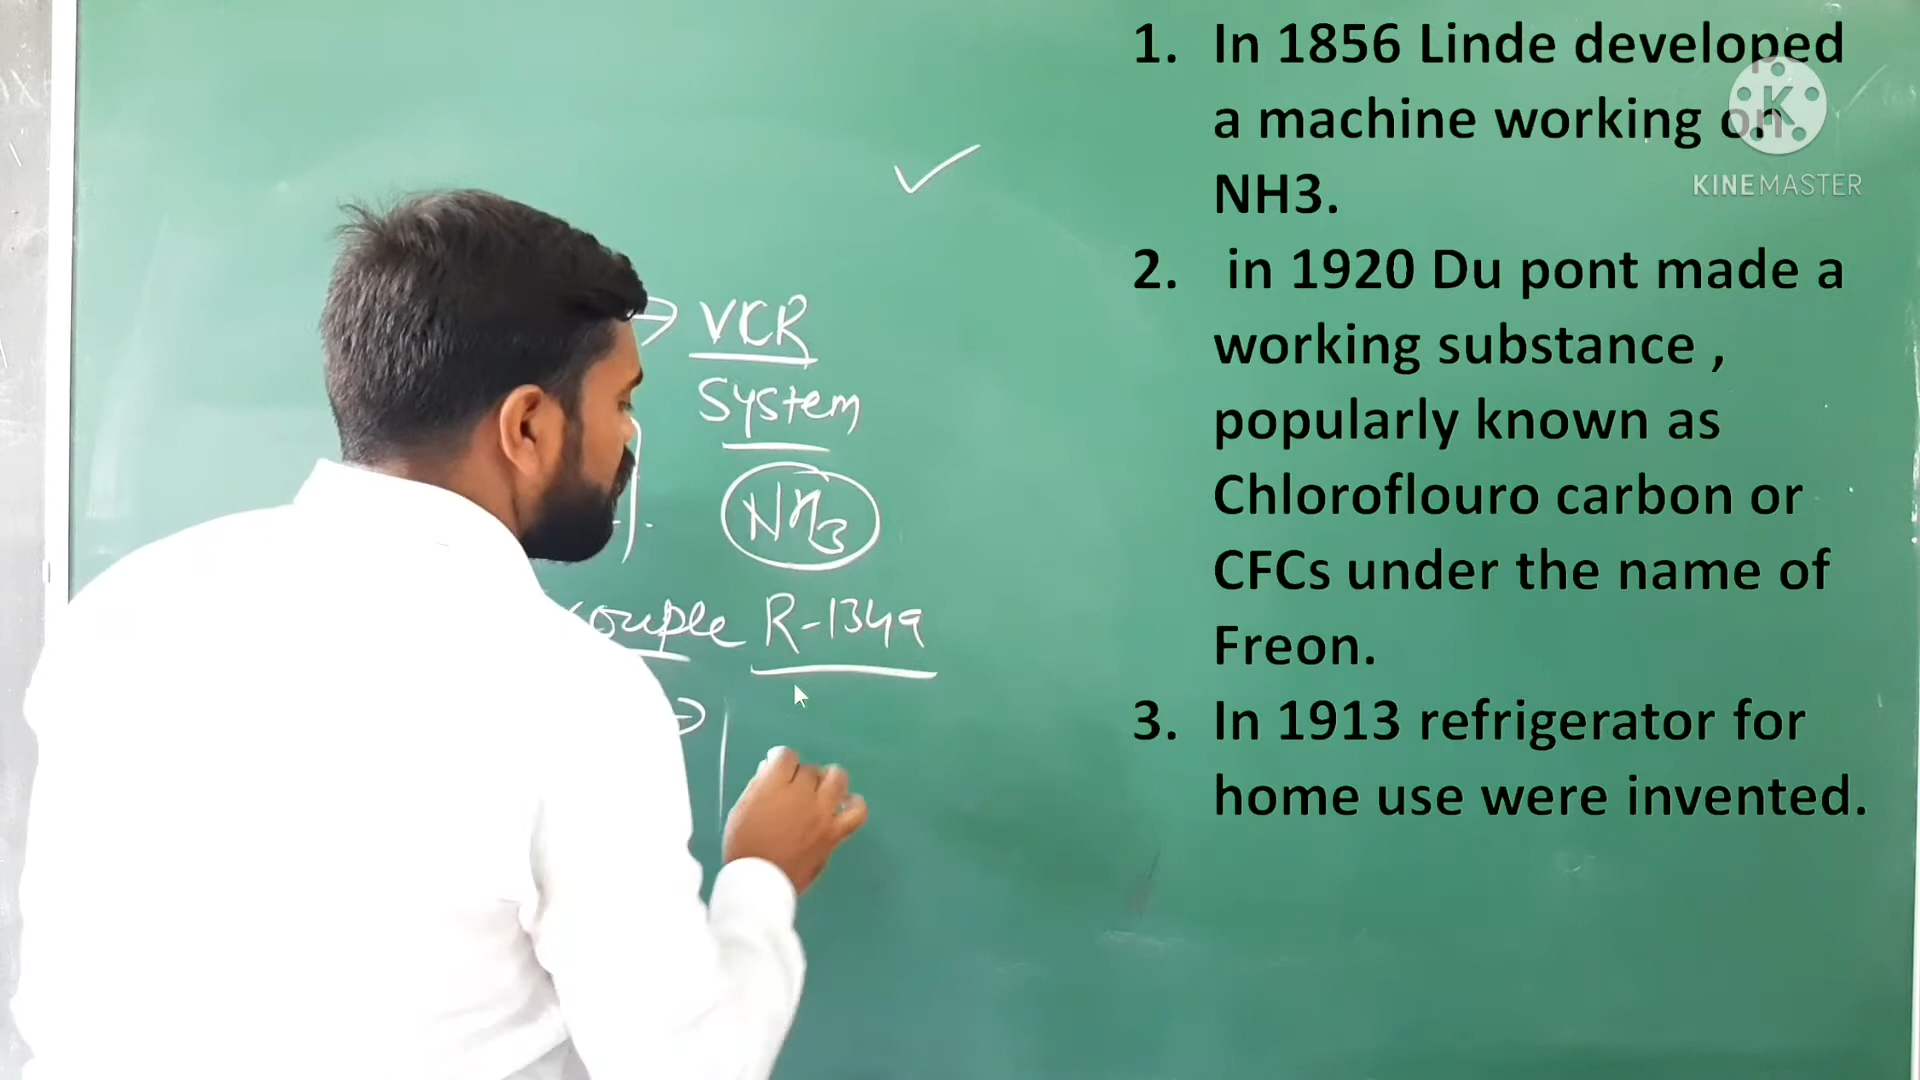 1. In 1856 Linde developed
a machine working on
NH3.
2. in 1920 Du pont made a
working substance ,
popularly known as
Chloroflouro carbon or
CFCs under the name of
Freon.
3. In 1913 refrigerator for
home use were invented.
KINEMASTER
→ VCR
System
NH3
couple R-134a